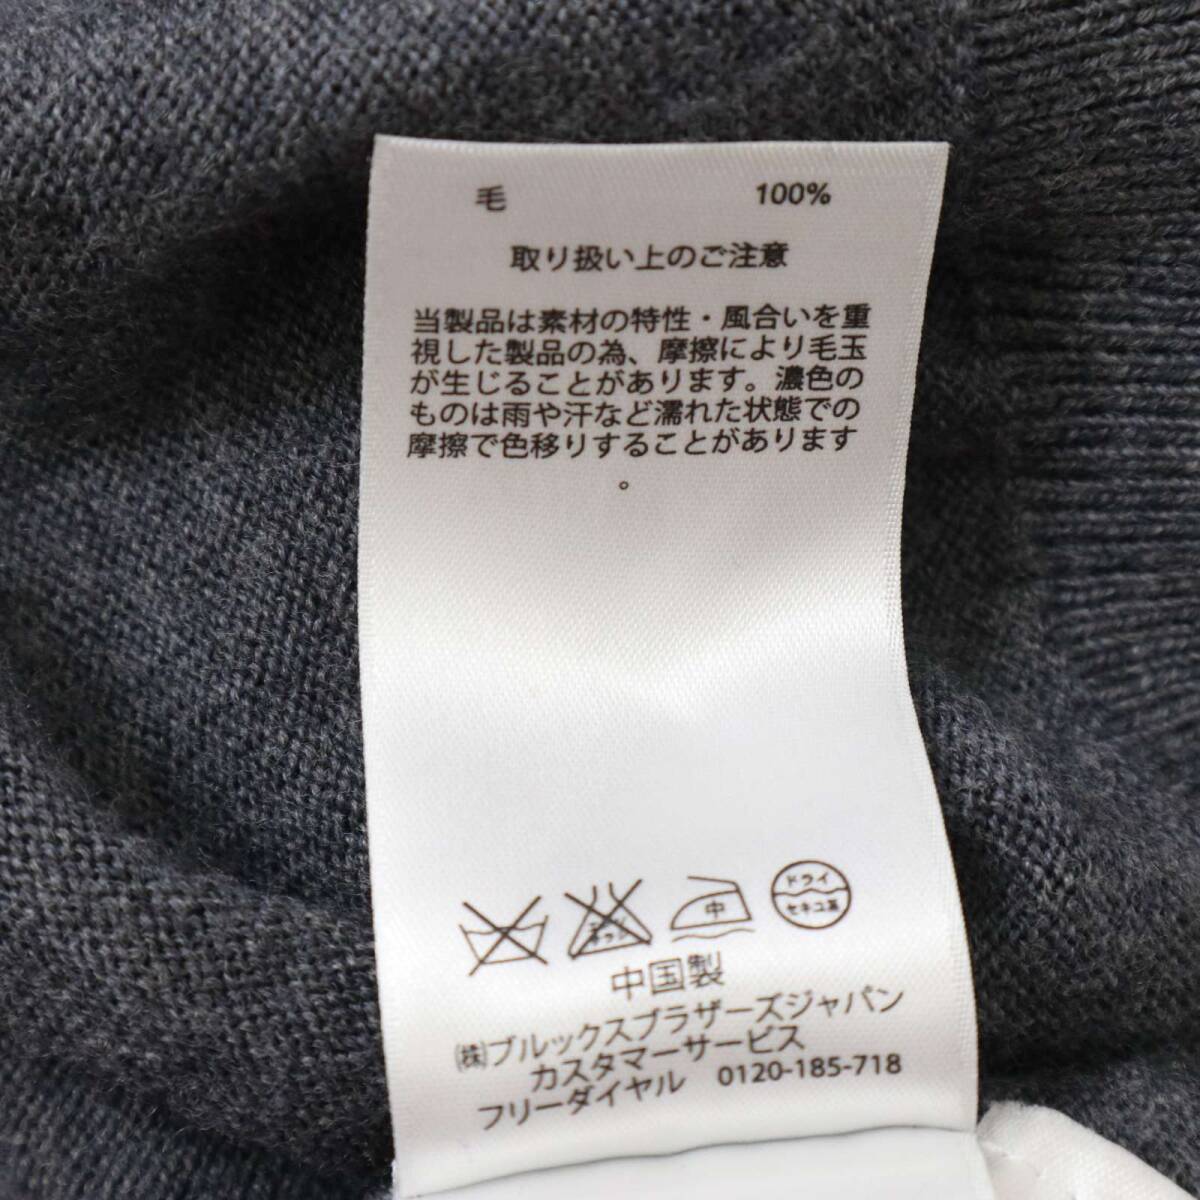 毛 100%
取り扱い上のご注意
当製品は素材の特性・風合いを重
視した製品の為、摩擦により毛玉
が生じることがあります。濃色の
ものは雨や汗など濡れた状態での
摩擦で色移りすることがあります
。
エンソサラシ
中
ドライ
セキユ系
中国製
㈱ブルックスブラザーズジャパン
カスタマーサービス
フリーダイヤル 0120-185-718